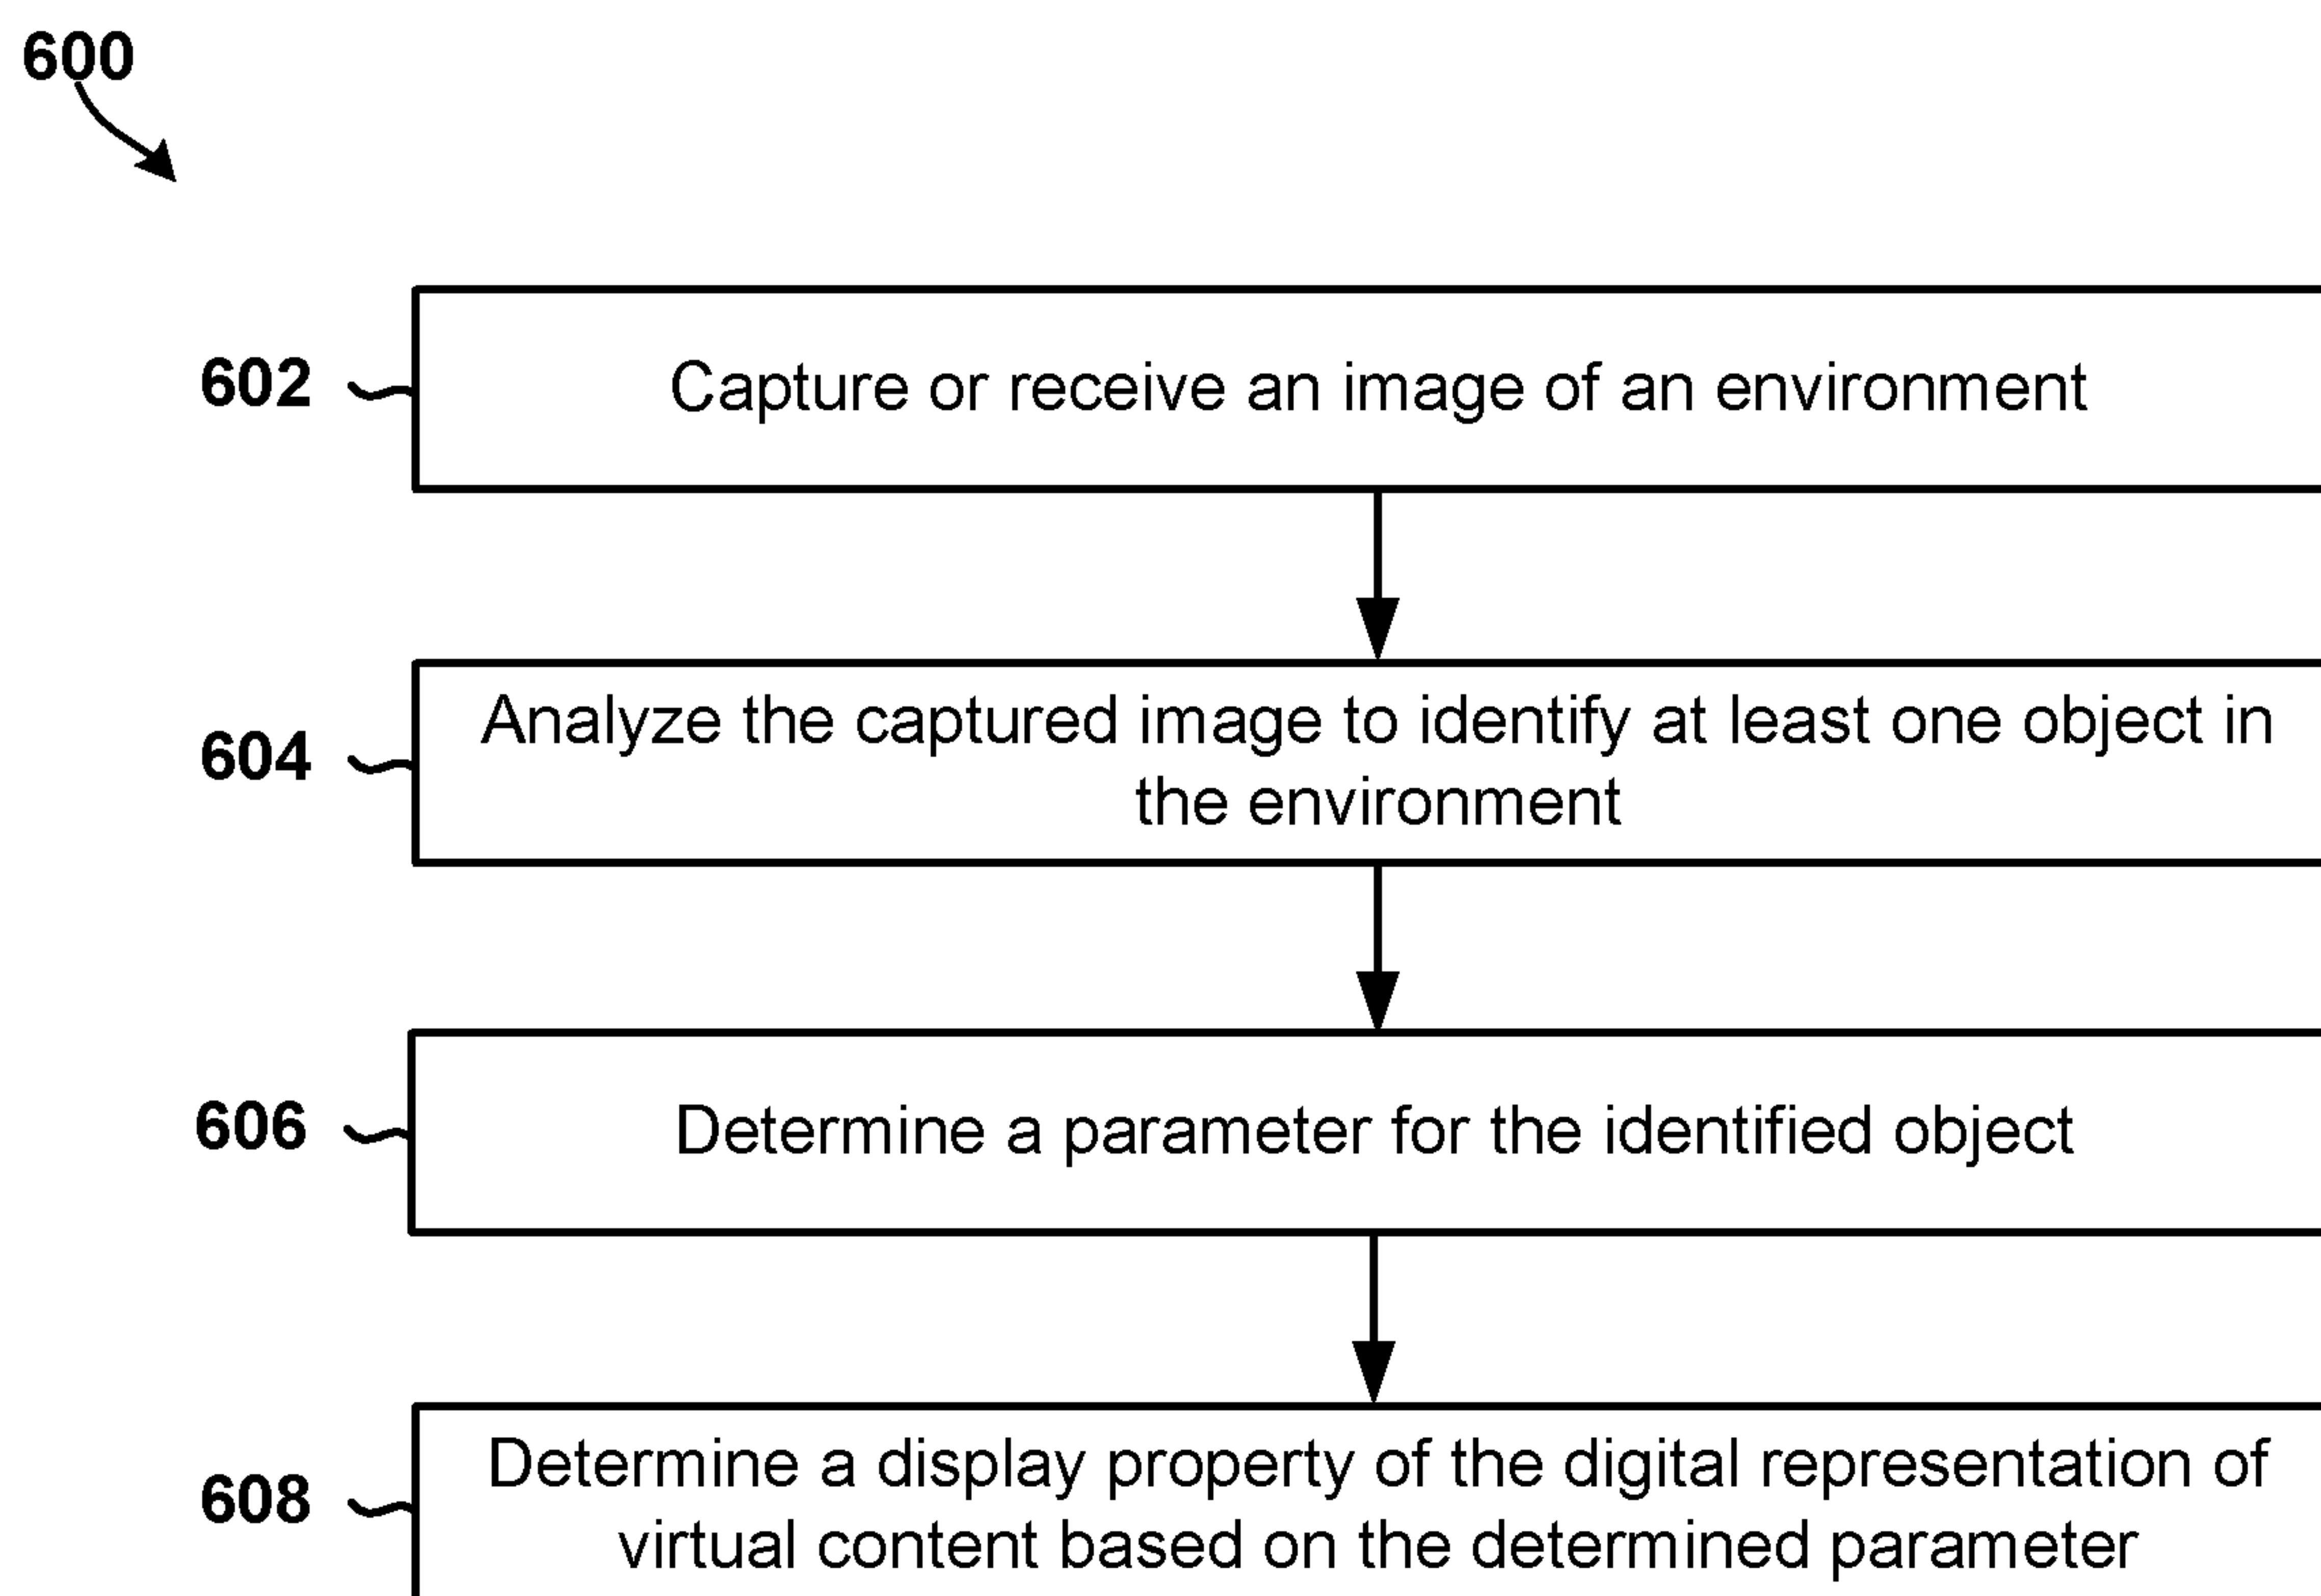 600
602
Capture or receive an image of an environment
604
Analyze the captured image to identify at least one object in
the environment
606
Determine a parameter for the identified object
608
Determine a display property of the digital representation of
virtual content based on the determined parameter